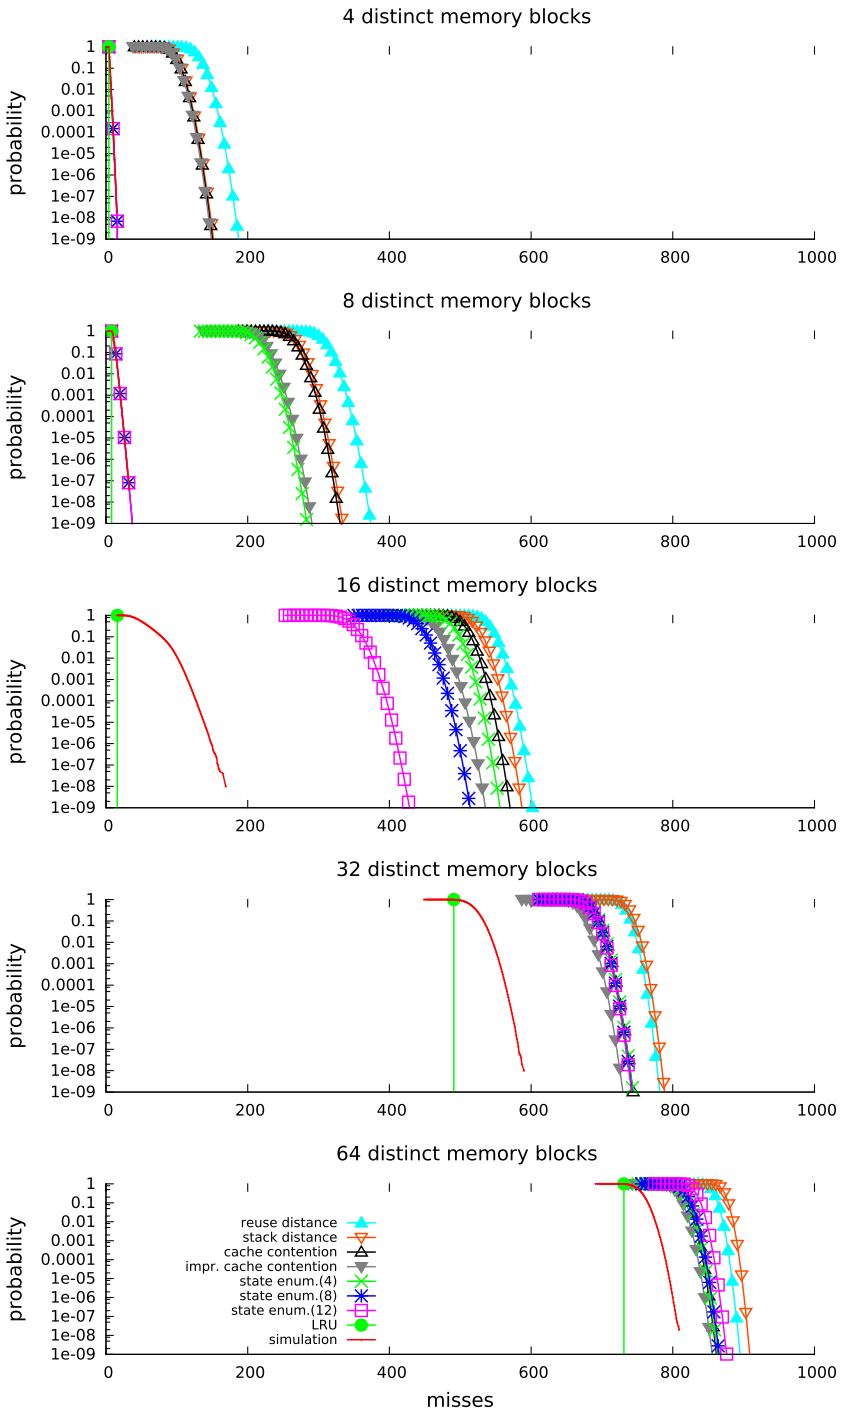 4 distinct memory blocks
1
0.1
0.01
0.001
0.0001
1e-05
1e-06
1e-07
1e-08
1e-09
0 200 400 600 800 1000
probability
8 distinct memory blocks
1
0.1
0.01
0.001
0.0001
1e-05
1e-06
1e-07
1e-08
1e-09
0 200 400 600 800 1000
probability
16 distinct memory blocks
1
0.1
0.01
0.001
0.0001
1e-05
1e-06
1e-07
1e-08
1e-09
0 200 400 600 800 1000
probability
32 distinct memory blocks
1
0.1
0.01
0.001
0.0001
1e-05
1e-06
1e-07
1e-08
1e-09
0 200 400 600 800 1000
probability
64 distinct memory blocks
1
0.1
0.01
0.001
0.0001
1e-05
1e-06
1e-07
1e-08
1e-09
0 200 400 600 800 1000
probability
reuse distance
stack distance
cache contention
impr. cache contention
state enum.(4)
state enum.(8)
state enum.(12)
LRU
simulation
misses